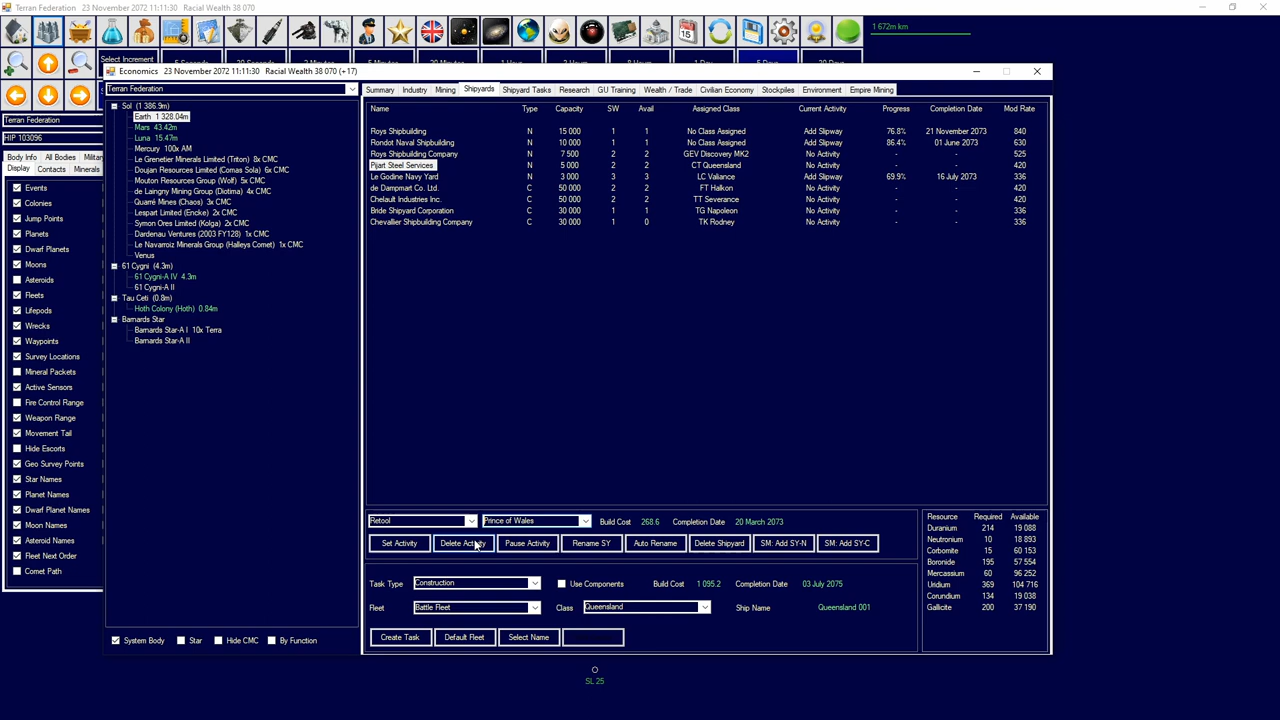 Terran Federation 23 November 2072 11:11:30 Racial Wealth 38 070
1 672m km
Select Increment
Economics 23 November 2072 11:11:30 Racial Wealth 38 070 (+17)
Terran Federation
Summary Industry Mining Shipyards Shipyard Tasks Research GU Training Wealth / Trade Civilian Economy Stockpiles Environment Empire Mining
Terran Federation
HIP 103096
Body Info All Bodies Military
Display Contacts Minerals
Events
Colonies
Jump Points
Planets
Dwarf Planets
Moons
Asteroids
Fleets
Lifepods
Wrecks
Waypoints
Survey Locations
Mineral Packets
Active Sensors
Fire Control Range
Weapon Range
Movement Tail
Hide Escorts
Geo Survey Points
Star Names
Planet Names
Dwarf Planet Names
Moon Names
Asteroid Names
Fleet Next Order
Comet Path
Sol (1 386.9m)
Earth 1 328.04m
Mars 43.42m
Luna 15.47m
Mercury 100x AM
Le Grenetier Minerals Limited (Triton) 8x CMC
Doujan Resources Limited (Comas Sola) 6x CMC
Mouton Resources Group (Wolf) 5x CMC
de Laingny Mining Group (Diotima) 4x CMC
Quarré Mines (Chaos) 3x CMC
Lespart Limited (Encke) 2x CMC
Symon Ores Limited (Kolga) 2x CMC
Dardenau Ventures (2003 FY128) 1x CMC
Le Navarroiz Minerals Group (Halleys Comet) 1x CMC
Venus
61 Cygni (4.3m)
61 Cygni-A IV 4.3m
61 Cygni-A II
Tau Ceti (0.8m)
Hoth Colony (Hoth) 0.84m
Barnards Star
Barnards Star-A I 10x Terra
Barnards Star-A II
System Body Star Hide CMC By Function
Name Type Capacity SW Avail Assigned Class Current Activity Progress Completion Date Mod Rate
Roys Shipbuilding N 15 000 1 1 No Class Assigned Add Slipway 76.8% 21 November 2073 840
Rondot Naval Shipbuilding N 10 000 1 1 No Class Assigned Add Slipway 86.4% 01 June 2073 630
Roys Shipbuilding Company N 7 500 2 2 GEV Discovery MK2 No Activity - - 525
Pijart Steel Services N 5 000 2 2 CT Queensland No Activity - - 420
Le Godine Navy Yard N 3 000 3 3 LC Valiance Add Slipway 69.9% 16 July 2073 336
de Dampmart Co. Ltd. C 50 000 2 2 FT Halkon No Activity - - 420
Chelault Industries Inc. C 50 000 2 2 TT Severance No Activity - - 420
Bride Shipyard Corporation C 30 000 1 1 TG Napoleon No Activity - - 336
Chevallier Shipbuilding Company C 30 000 1 0 TK Rodney No Activity - - 336
Retool Prince of Wales Build Cost 268.6 Completion Date 20 March 2073
Set Activity Delete Activity Pause Activity Rename SY Auto Rename Delete Shipyard SM: Add SY-N SM: Add SY-C
Task Type Construction Use Components Build Cost 1 095.2 Completion Date 03 July 2075
Fleet Battle Fleet Class Queensland Ship Name Queensland 001
Create Task Default Fleet Select Name
Resource Required Available
Duranium 214 19 088
Neutronium 10 18 893
Corbomite 15 60 153
Boronide 195 57 554
Mercassium 60 96 252
Uridium 369 104 716
Corundium 134 19 038
Gallicite 200 37 190
SL 25